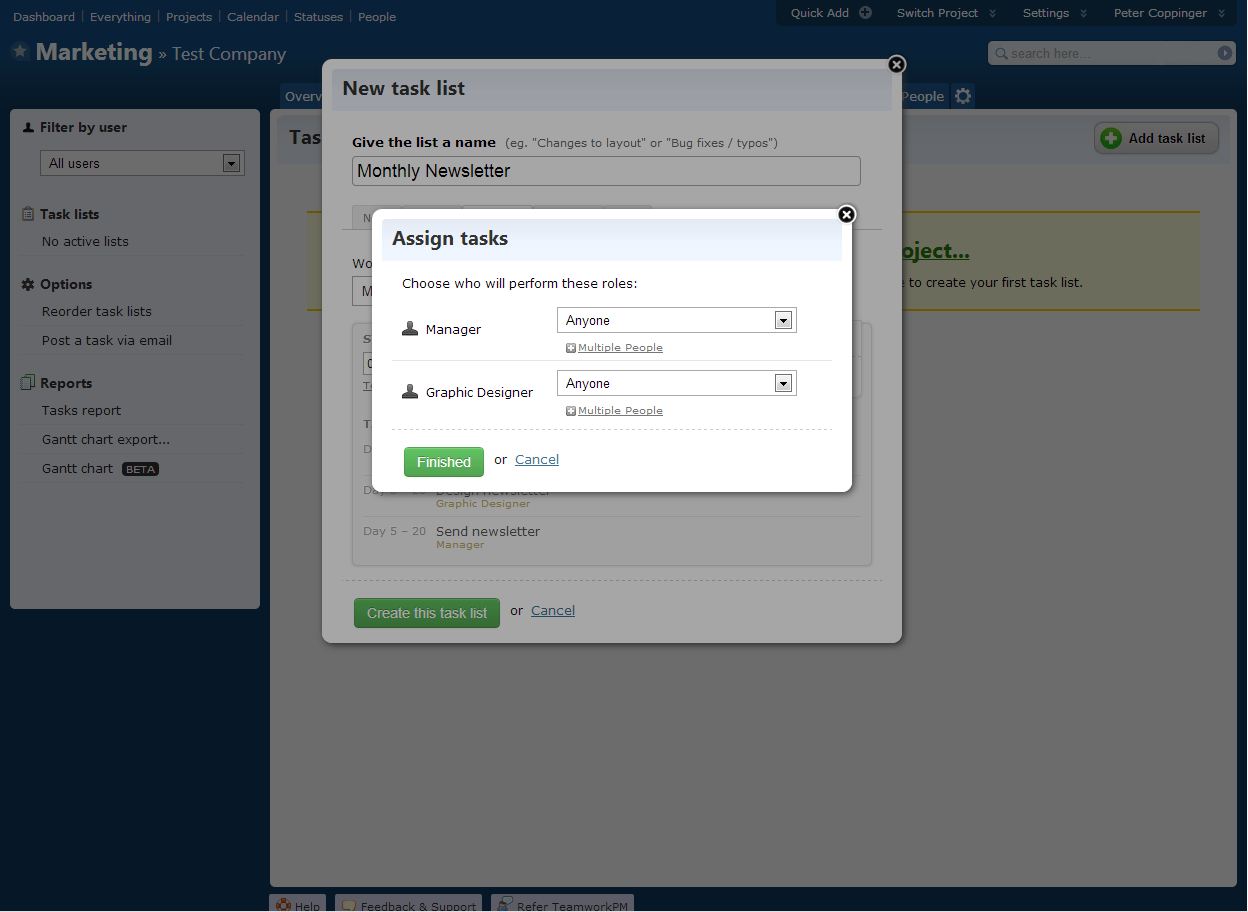 Dashboard Everything Projects Calendar Statuses People
Quick Add Switch Project Settings Peter Coppinger
Marketing » Test Company
search here...
Overv
People
Filter by user
All users
Task lists
No active lists
Options
Reorder task lists
Post a task via email
Reports
Tasks report
Gantt chart export...
Gantt chart BETA
Tas
Add task list
oject...
to create your first task list.
New task list
Give the list a name (eg. "Changes to layout" or "Bug fixes / typos")
Monthly Newsletter
Assign tasks
Choose who will perform these roles:
Manager
Anyone
Multiple People
Graphic Designer
Anyone
Multiple People
Finished or Cancel
Design newsletter
Graphic Designer
Day 5 – 20 Send newsletter
Manager
Create this task list or Cancel
Help Feedback & Support Refer TeamworkPM